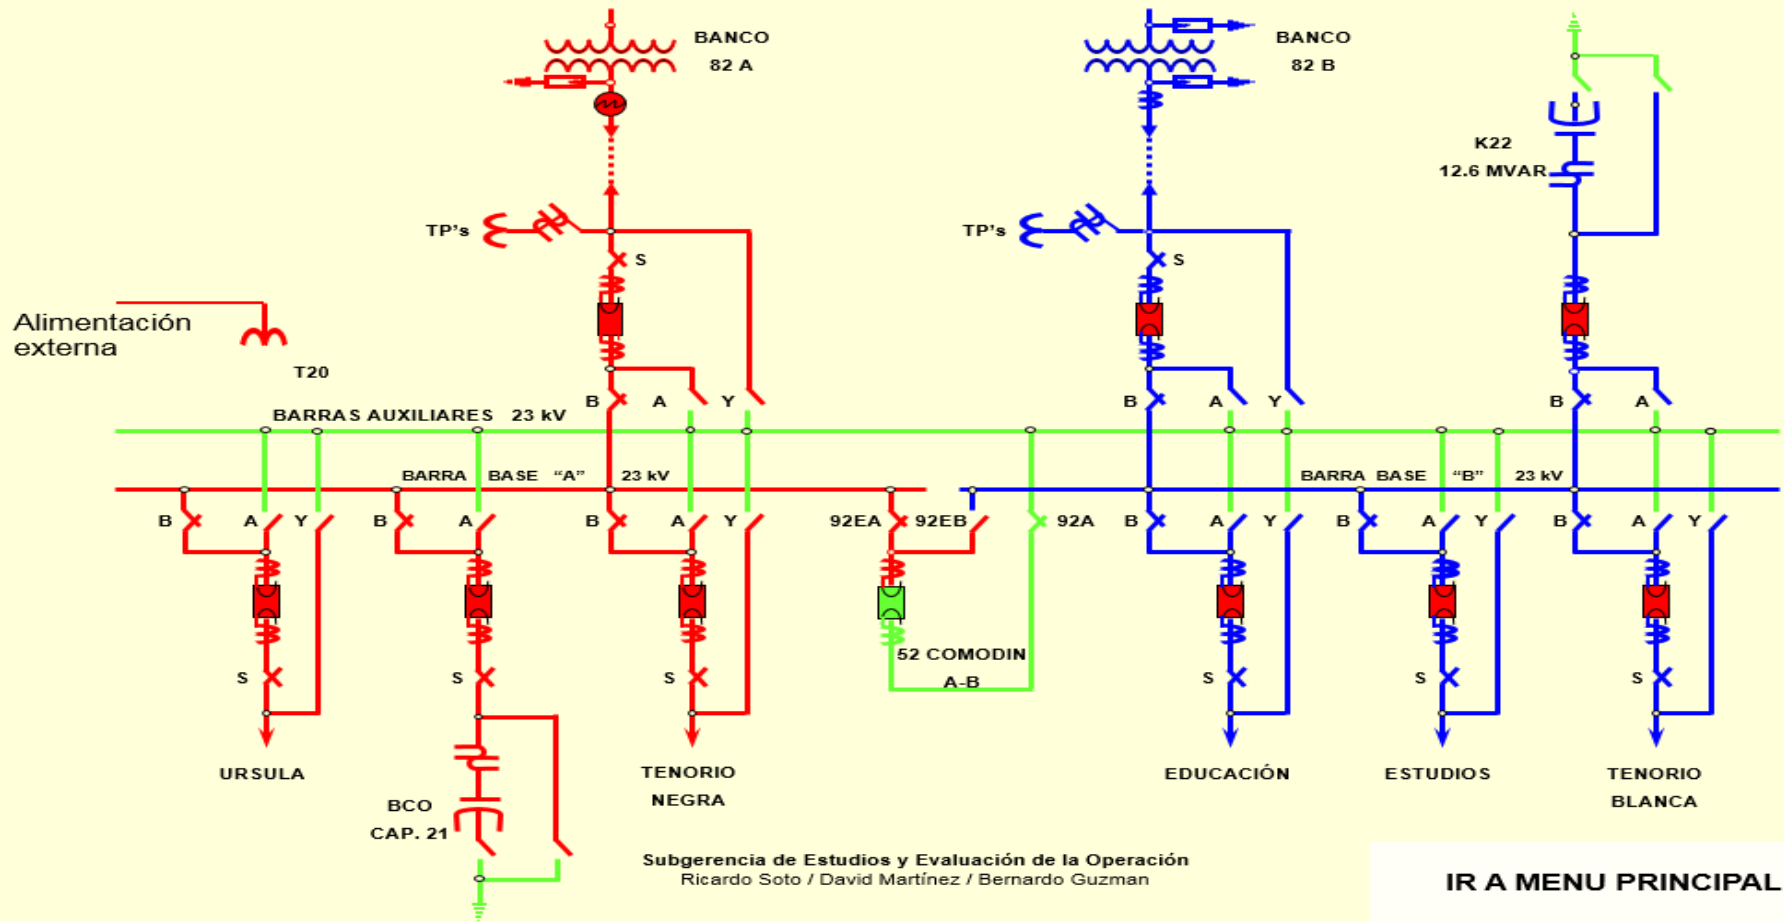 BANCO
82 A
BANCO
82 B
K22
12.6 MVAR
TP's
TP's
S
S
Alimentación
externa
T20
B
A
Y
B
A
Y
B
A
BARRAS AUXILIARES 23 kV
BARRA BASE “A” 23 kV
BARRA BASE “B” 23 kV
B
A
Y
B
A
B
A
Y
92EA
92EB
92A
B
A
Y
B
A
Y
B
A
Y
52 COMODIN
A-B
S
S
S
S
S
S
URSULA
TENORIO
NEGRA
EDUCACIÓN
ESTUDIOS
TENORIO
BLANCA
BCO
CAP. 21
Subgerencia de Estudios y Evaluación de la Operación
Ricardo Soto / David Martínez / Bernardo Guzman
IR A MENU PRINCIPAL